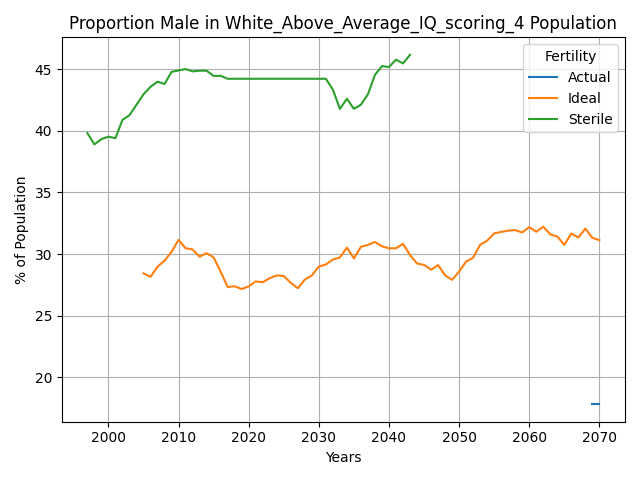 Proportion Male in White_Above_Average_IQ_scoring_4 Population
Fertility
Actual
Ideal
Sterile
% of Population
45
40
35
30
25
20
2000 2010 2020 2030 2040 2050 2060 2070
Years